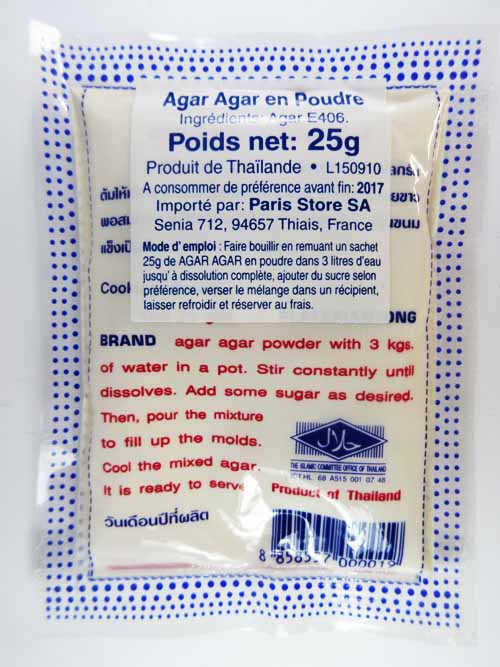 Agar Agar en Poudre
Ingrédients: Agar E406.
Poids net: 25g
Produit de Thaïlande • L150910
A consommer de préférence avant fin: 2017
Importé par: Paris Store SA
Senia 712, 94657 Thiais, France
Mode d' emploi : Faire bouillir en remuant un sachet
25g de AGAR AGAR en poudre dans 3 litres d'eau
jusqu' à dissolution complète, ajouter du sucre selon
préférence, verser le mélange dans un récipient,
laisser refroidir et réserver au frais.
BRAND agar agar powder with 3 kgs.
of water in a pot. Stir constantly until
dissolves. Add some sugar as desired.
Then, pour the mixture
to fill up the molds.
Cool the mixed agar.
It is ready to serve
حلال
THE ISLAMIC COMMITTEE OFFICE OF THAILAND
68 A515 001 07 48
Product of Thailand
วันเดือนปีที่ผลิต